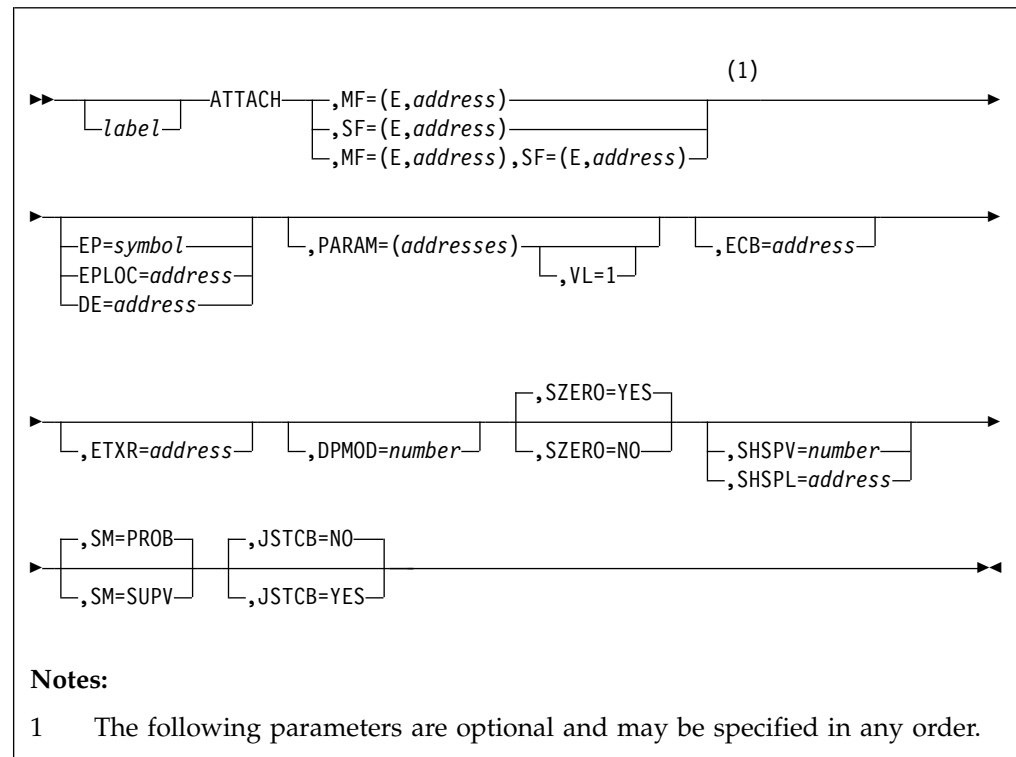 (1)
label ATTACH ,MF=(E,address)
,SF=(E,address)
,MF=(E,address),SF=(E,address)
EP=symbol ,PARAM=(addresses) ,ECB=address
EPLOC=address ,VL=1
DE=address
,SZERO=YES
,ETXR=address ,DPMOD=number ,SZERO=NO ,SHSPV=number
,SHSPL=address
,SM=PROB ,JSTCB=NO
,SM=SUPV ,JSTCB=YES
Notes:
1 The following parameters are optional and may be specified in any order.